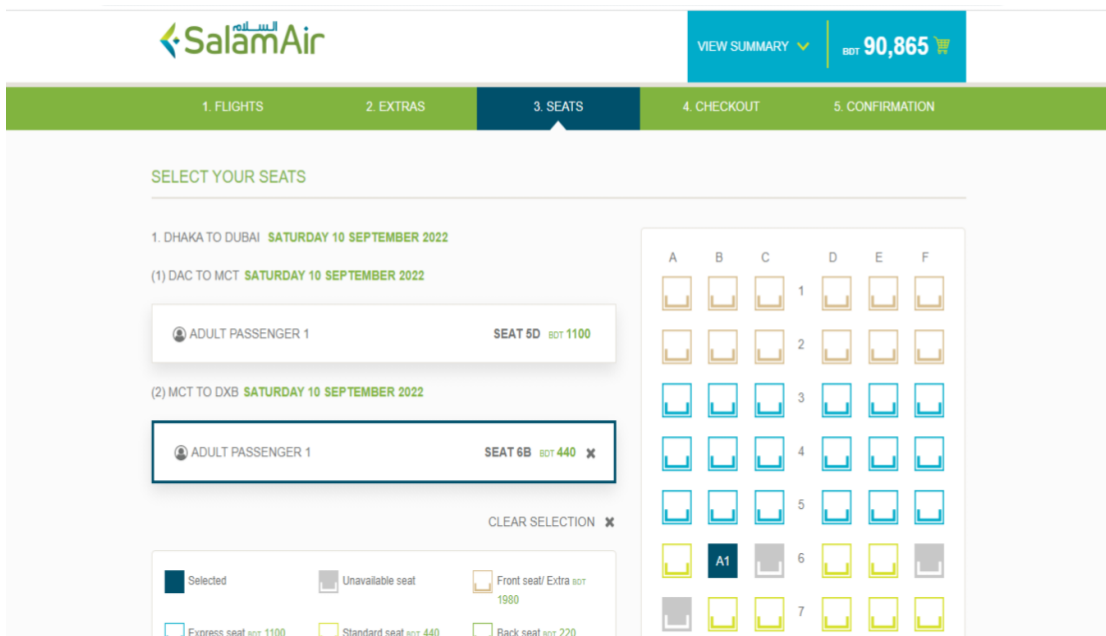 السلام
SalamAir
VIEW SUMMARY
BDT 90,865
1. FLIGHTS
2. EXTRAS
3. SEATS
4. CHECKOUT
5. CONFIRMATION
SELECT YOUR SEATS
1. DHAKA TO DUBAI SATURDAY 10 SEPTEMBER 2022
(1) DAC TO MCT SATURDAY 10 SEPTEMBER 2022
ADULT PASSENGER 1 SEAT 5D BDT 1100
(2) MCT TO DXB SATURDAY 10 SEPTEMBER 2022
ADULT PASSENGER 1 SEAT 6B BDT 440
CLEAR SELECTION
Selected
Unavailable seat
Front seat/ Extra BDT
1980
Express seat BDT 1100
Standard seat BDT 440
Back seat BDT 220
A B C D E F
1
2
3
4
5
A1 6
7